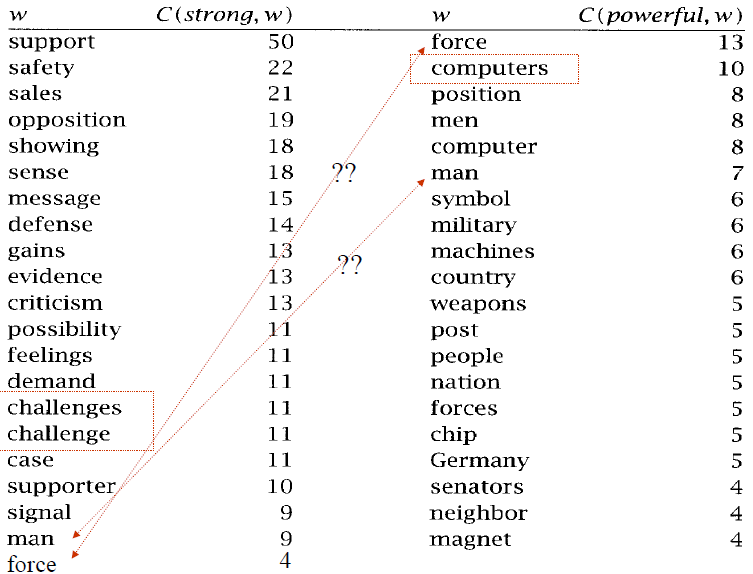 w C(strong, w) w C(powerful, w)
support 50 force 13
safety 22 computers 10
sales 21 position 8
opposition 19 men 8
showing 18 computer 8
sense 18 ?? man 7
message 15 symbol 6
defense 14 military 6
gains 13 machines 6
evidence 13 ?? country 6
criticism 13 weapons 5
possibility 11 post 5
feelings 11 people 5
demand 11 nation 5
challenges 11 forces 5
challenge 11 chip 5
case 11 Germany 5
supporter 10 senators 4
signal 9 neighbor 4
man 9 magnet 4
force 4